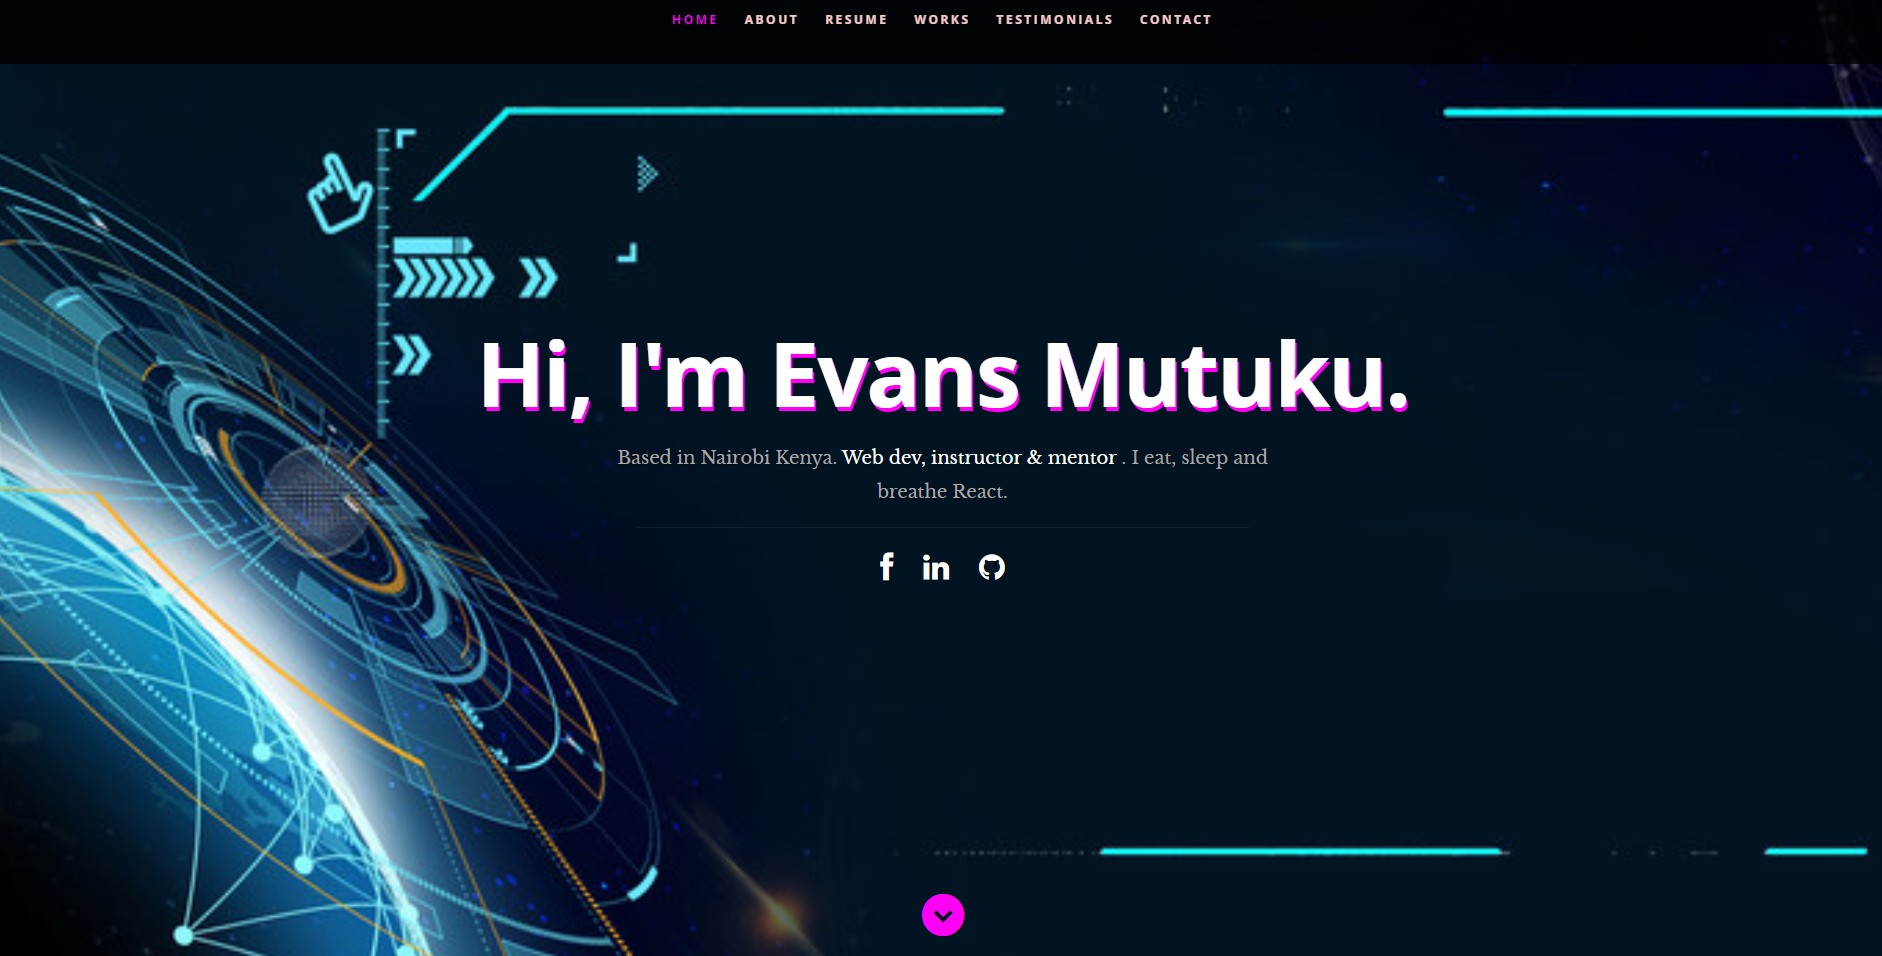 HOME ABOUT RESUME WORKS TESTIMONIALS CONTACT
Hi, I'm Evans Mutuku.
Based in Nairobi Kenya. Web dev, instructor & mentor . I eat, sleep and
breathe React.